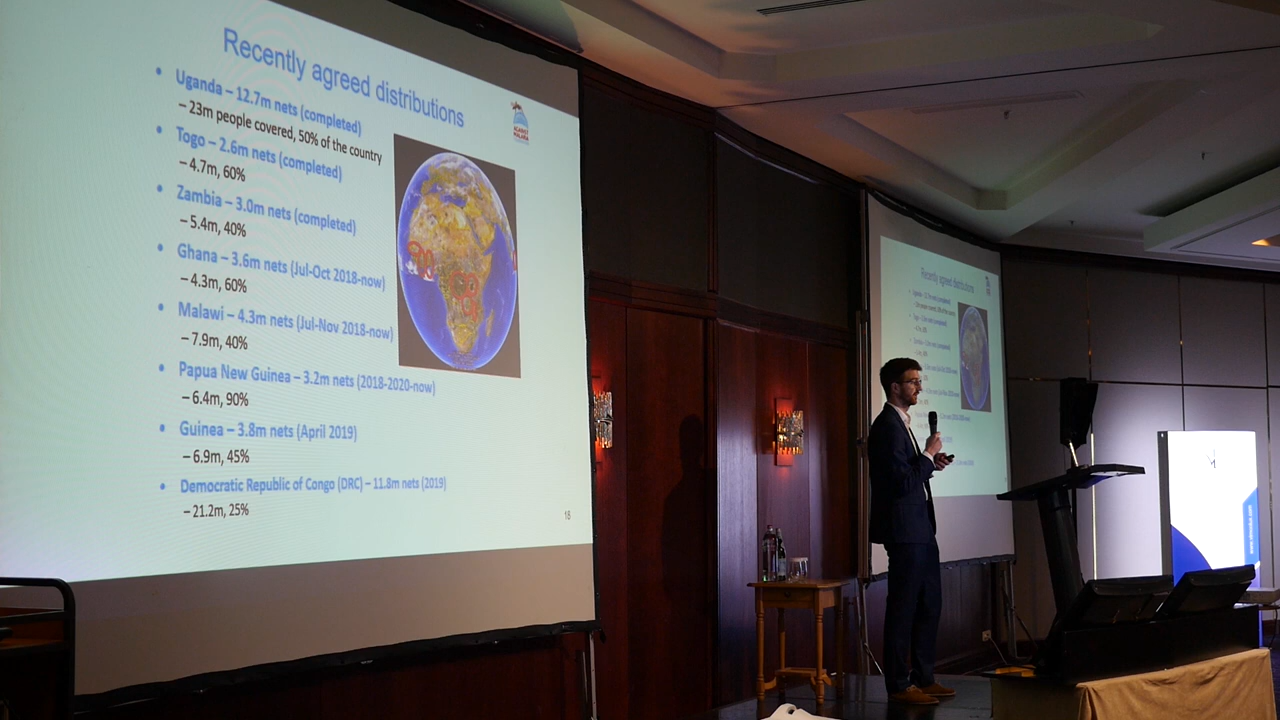 Recently agreed distributions
• Uganda – 12.7m nets (completed)
– 23m people covered, 50% of the country
• Togo – 2.6m nets (completed)
– 4.7m, 60%
• Zambia – 3.0m nets (completed)
– 5.4m, 40%
• Ghana – 3.6m nets (Jul-Oct 2018-now)
– 4.3m, 60%
• Malawi – 4.3m nets (Jul-Nov 2018-now)
– 7.9m, 40%
• Papua New Guinea – 3.2m nets (2018-2020-now)
– 6.4m, 90%
• Guinea – 3.8m nets (April 2019)
– 6.9m, 45%
• Democratic Republic of Congo (DRC) – 11.8m nets (2019)
– 21.2m, 25%
AGAINST
MALARIA
16
Recently agreed distributions